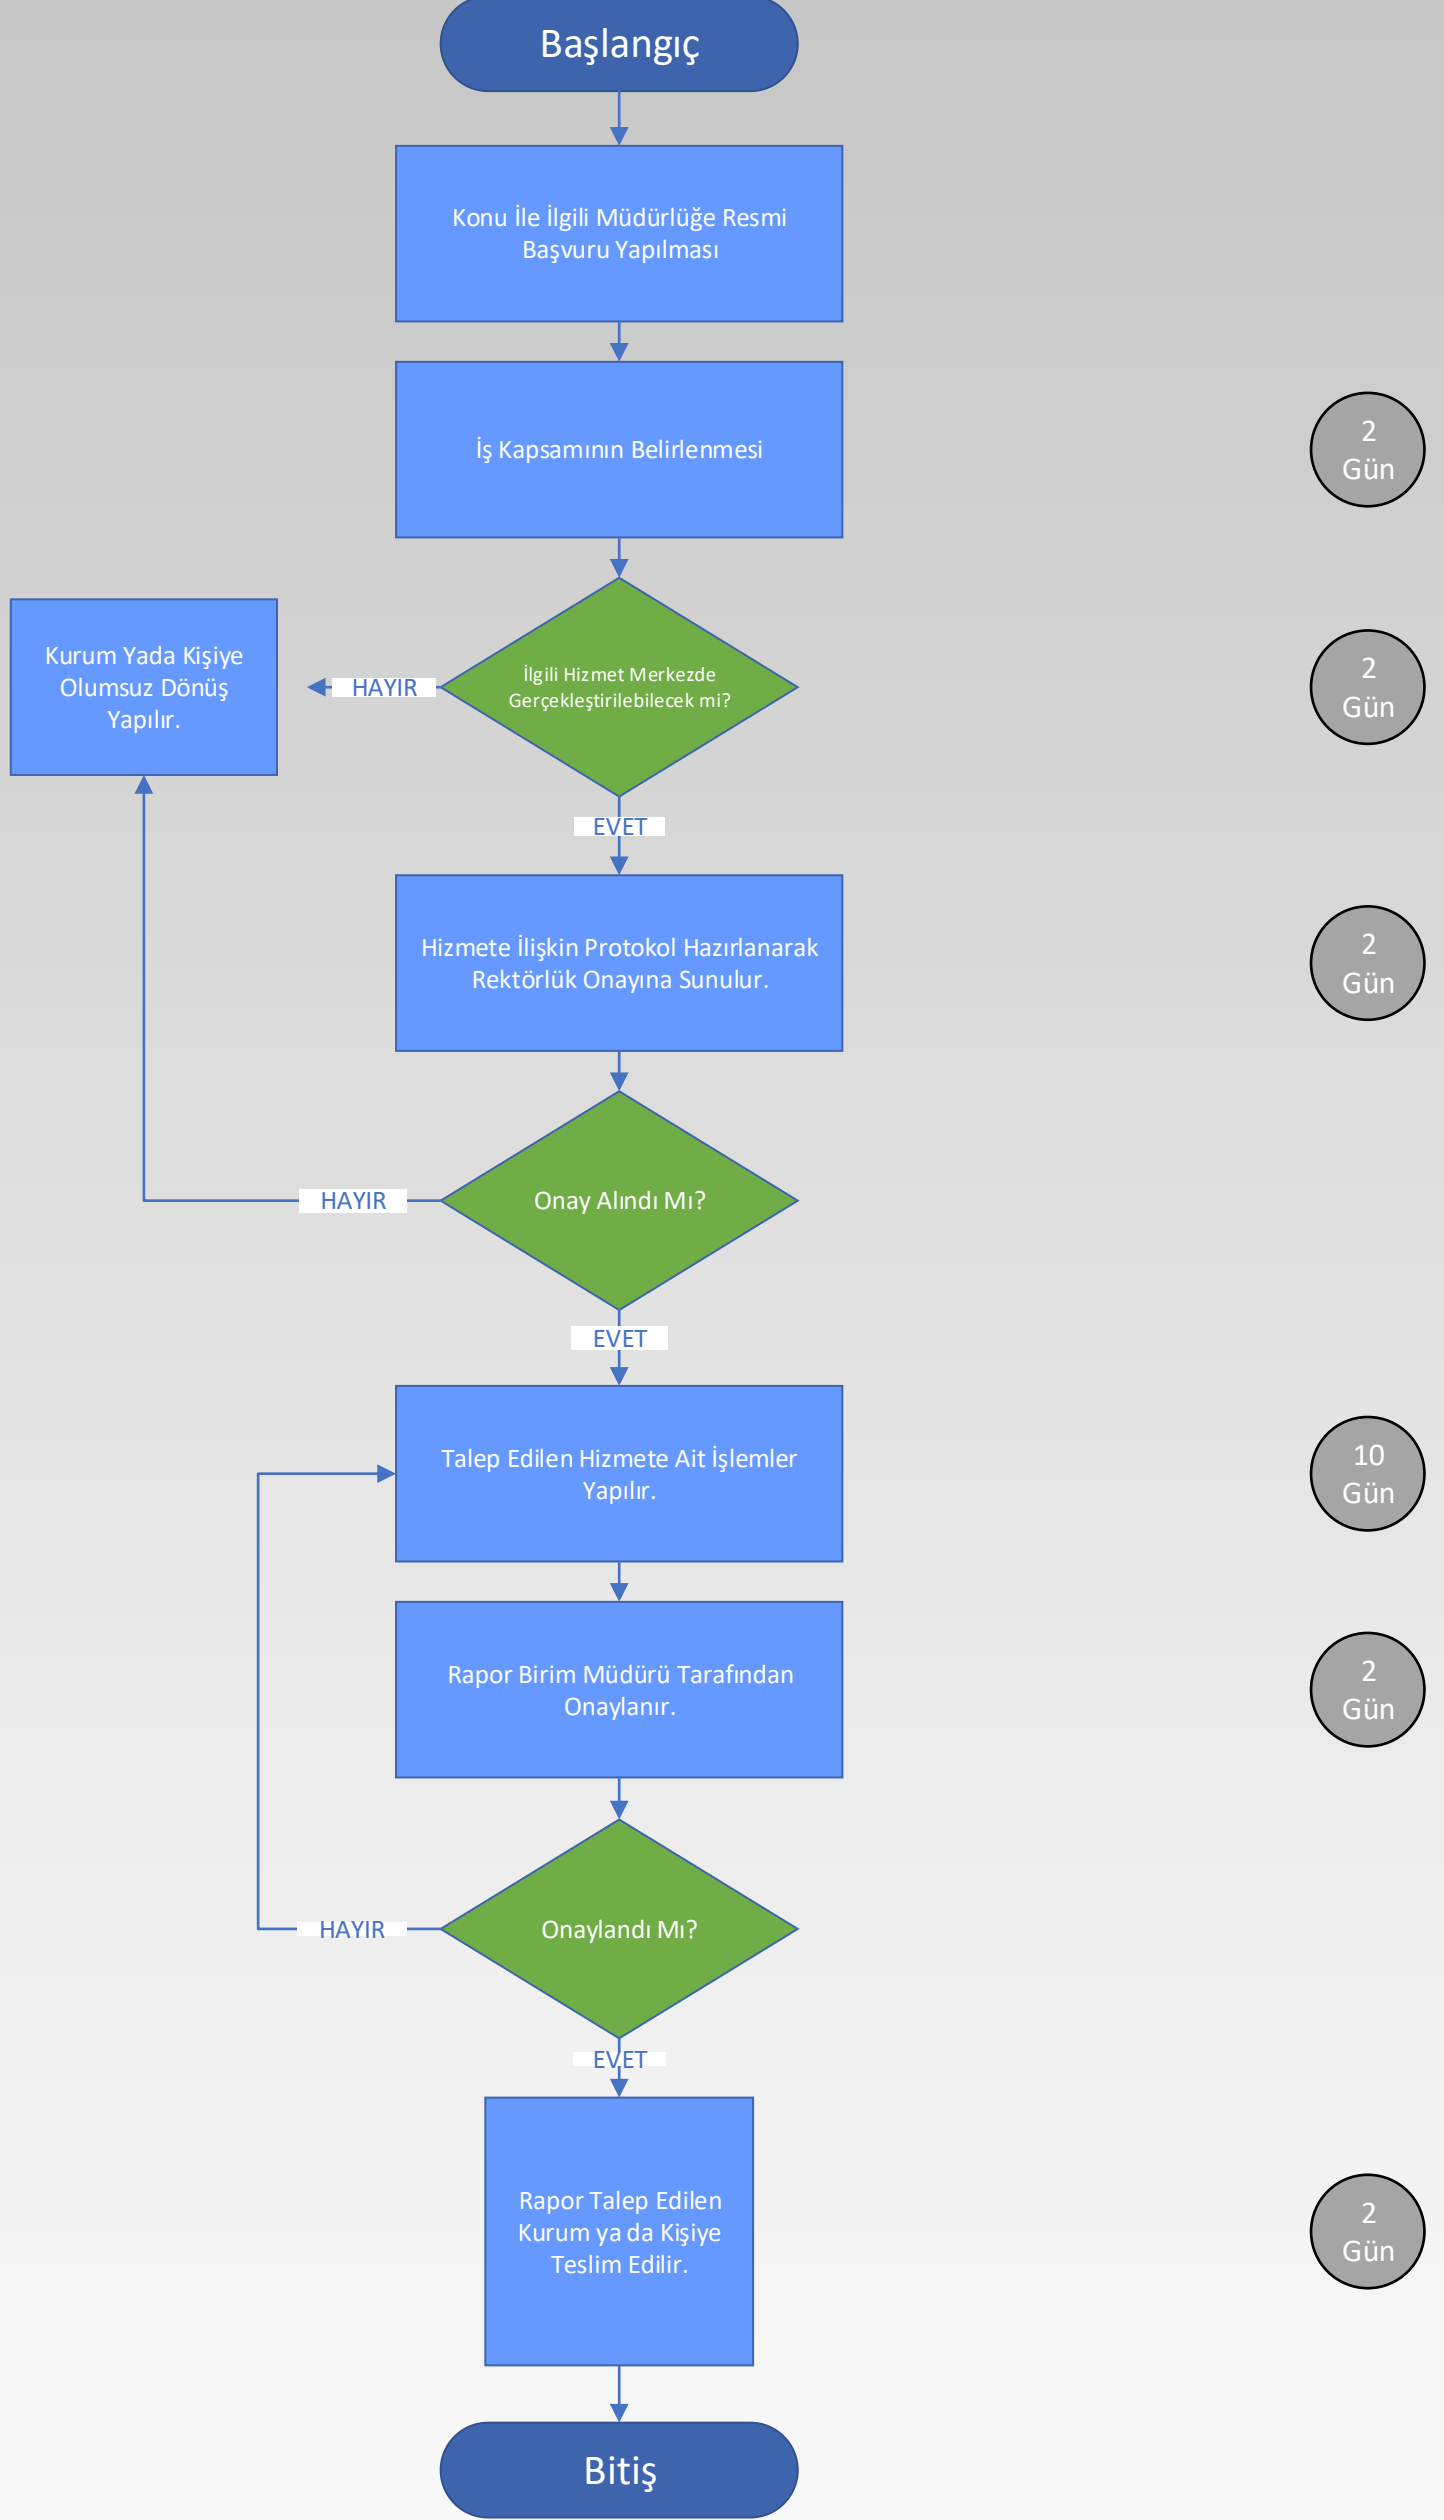 Başlangıç
Konu İle İlgili Müdürlüğe Resmi
Başvuru Yapılması
İş Kapsamının Belirlenmesi
2
Gün
Kurum Yada Kişiye
Olumsuz Dönüş
Yapılır.
HAYIR
İlgili Hizmet Merkezde
Gerçekleştirilebilecek mi?
2
Gün
EVET
Hizmete İlişkin Protokol Hazırlanarak
Rektörlük Onayına Sunulur.
2
Gün
HAYIR
Onay Alındı Mı?
EVET
Talep Edilen Hizmete Ait İşlemler
Yapılır.
10
Gün
Rapor Birim Müdürü Tarafından
Onaylanır.
2
Gün
HAYIR
Onaylandı Mı?
EVET
Rapor Talep Edilen
Kurum ya da Kişiye
Teslim Edilir.
2
Gün
Bitiş